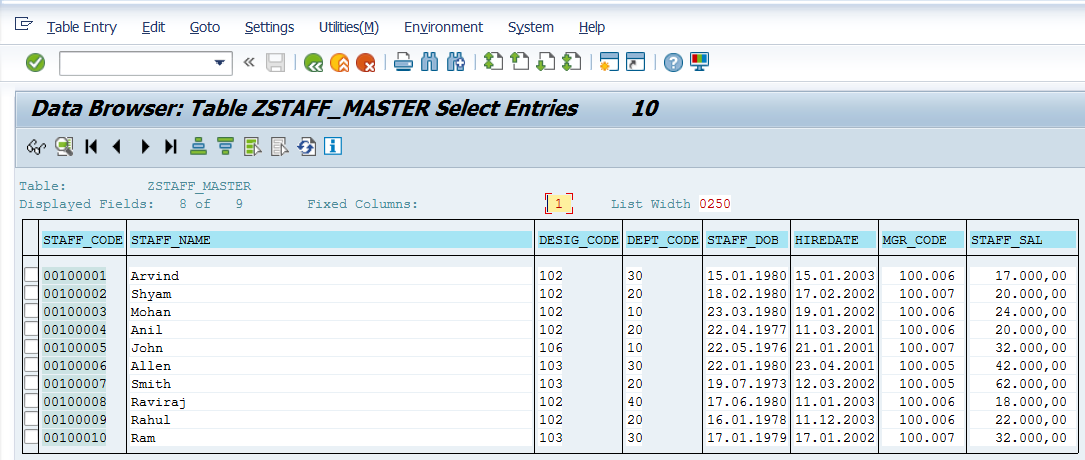 Table Entry Edit Goto Settings Utilities(M) Environment System Help
Data Browser: Table ZSTAFF_MASTER Select Entries 10
Table: ZSTAFF_MASTER
Displayed Fields: 8 of 9 Fixed Columns: 1 List Width 0250
STAFF_CODE STAFF_NAME DESIG_CODE DEPT_CODE STAFF_DOB HIREDATE MGR_CODE STAFF_SAL
00100001 Arvind 102 30 15.01.1980 15.01.2003 100.006 17.000,00
00100002 Shyam 102 20 18.02.1980 17.02.2002 100.007 20.000,00
00100003 Mohan 102 10 23.03.1980 19.01.2002 100.006 24.000,00
00100004 Anil 102 20 22.04.1977 11.03.2001 100.006 20.000,00
00100005 John 106 10 22.05.1976 21.01.2001 100.007 32.000,00
00100006 Allen 103 30 22.01.1980 23.04.2001 100.005 42.000,00
00100007 Smith 103 20 19.07.1973 12.03.2002 100.005 62.000,00
00100008 Raviraj 102 40 17.06.1980 11.01.2003 100.006 18.000,00
00100009 Rahul 102 20 16.01.1978 11.12.2003 100.006 22.000,00
00100010 Ram 103 30 17.01.1979 17.01.2002 100.007 32.000,00